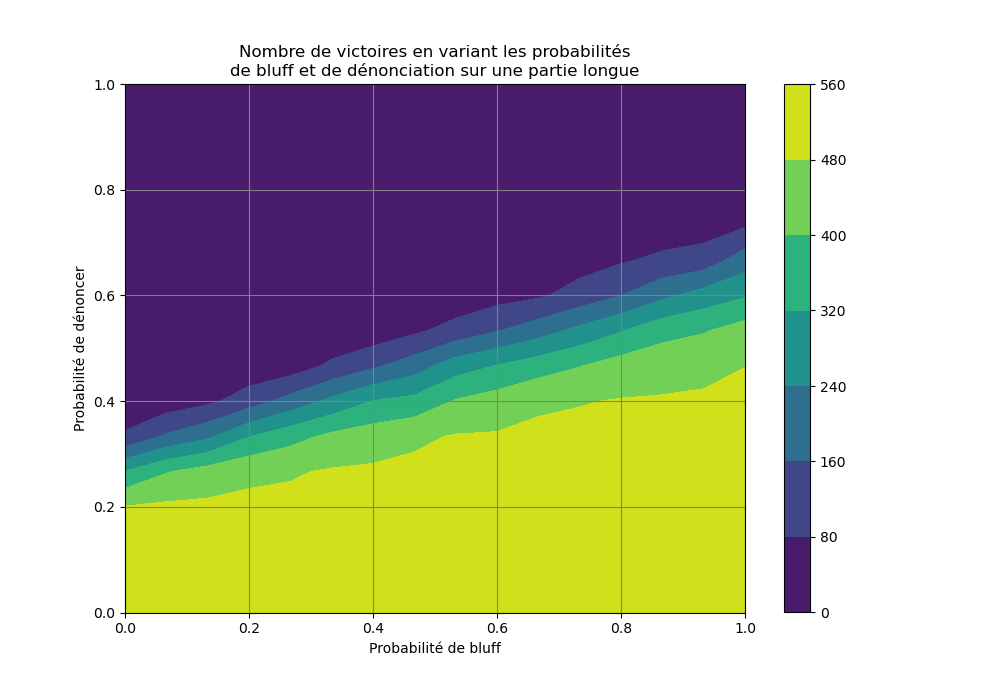 Nombre de victoires en variant les probabilités
de bluff et de dénonciation sur une partie longue
1.0
0.8
0.6
0.4
0.2
0.0
Probabilité de dénoncer
0.0 0.2 0.4 0.6 0.8 1.0
Probabilité de bluff
560
480
400
320
240
160
80
0